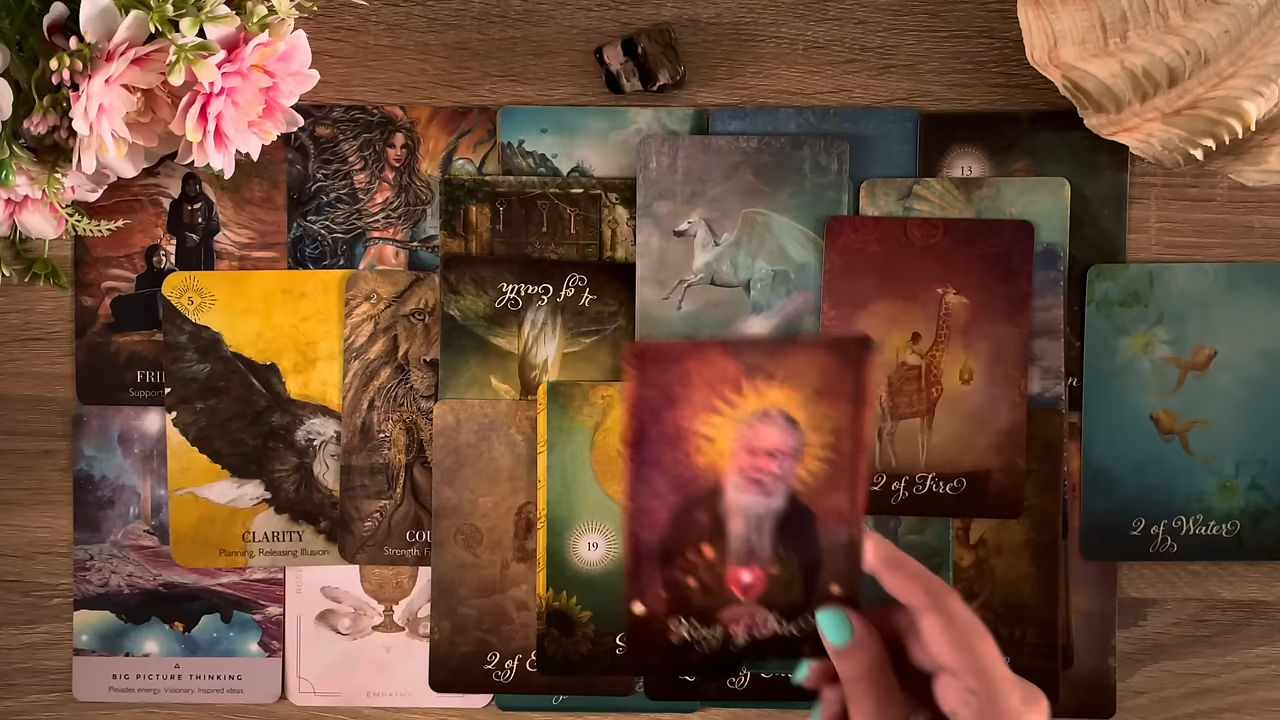 13
5
2
4 of Earth
FRI
Support
2 of Fire
2 of Water
CLARITY
Planning, Releasing Illusion
COU
Strength, F
19
2 of E
S
BIG PICTURE THINKING
Pleiades energy. Visionary. Inspired ideas.
EMPATHY